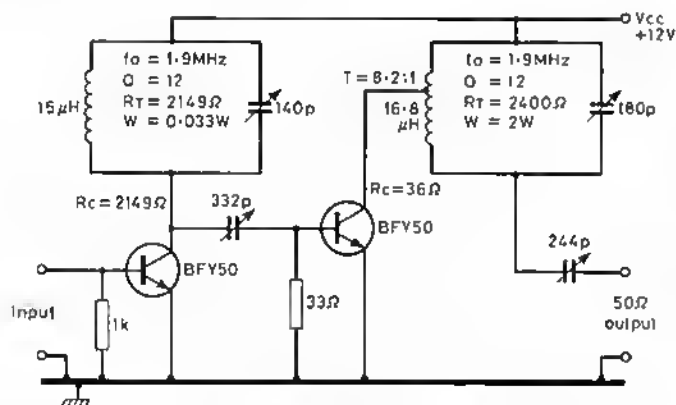 Vcc
+12V
fo = 1·9MHz
Q = 12
RT = 2149Ω
W = 0·033W
15µH
140p
T = 8·2:1
16·8
µH
fo = 1·9MHz
Q = 12
RT = 2400Ω
W = 2W
180p
Rc = 2149Ω
332p
Rc = 36Ω
BFY50
BFY50
244p
Input
1k
33Ω
50Ω
output